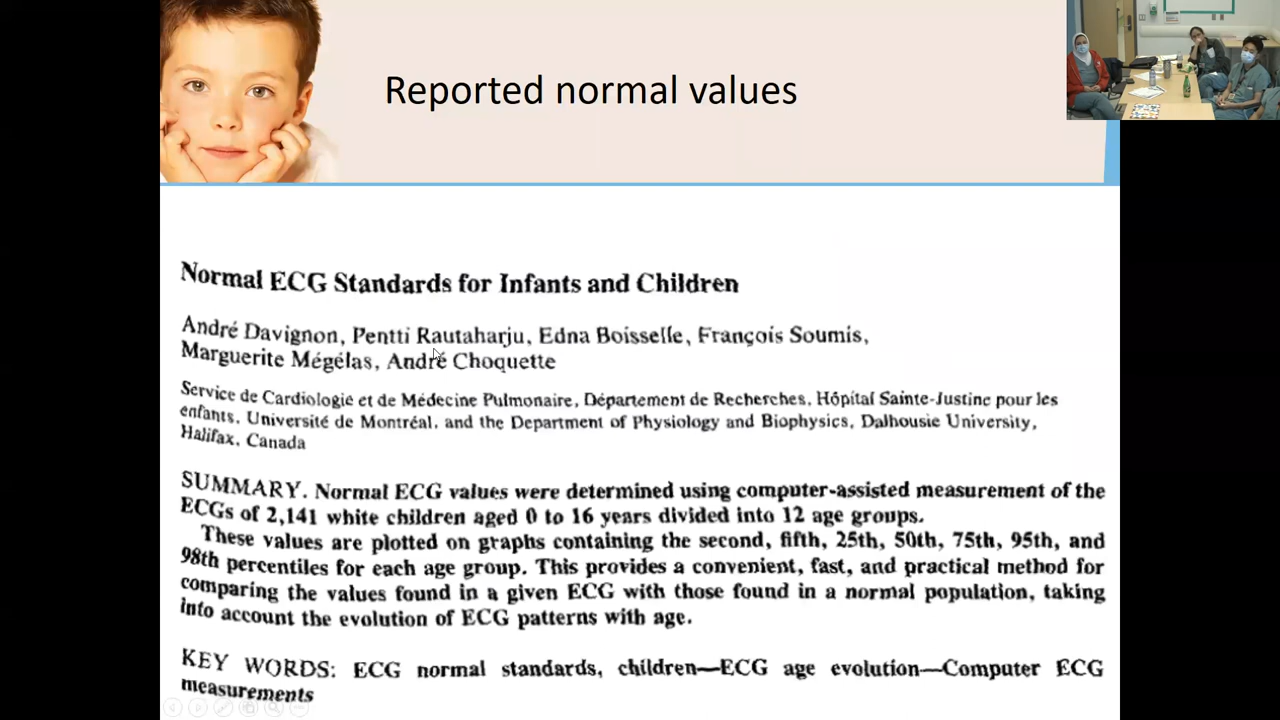 Reported normal values
Normal ECG Standards for Infants and Children
André Davignon, Pentti Rautaharju, Edna Boisselle, François Soumis,
Marguerite Mégélas, André Choquette
Service de Cardiologie et de Médecine Pulmonaire, Département de Recherches, Hôpital Sainte-Justine pour les
enfants, Université de Montréal, and the Department of Physiology and Biophysics, Dalhousie University,
Halifax, Canada
SUMMARY. Normal ECG values were determined using computer-assisted measurement of the
ECGs of 2,141 white children aged 0 to 16 years divided into 12 age groups.
These values are plotted on graphs containing the second, fifth, 25th, 50th, 75th, 95th, and
98th percentiles for each age group. This provides a convenient, fast, and practical method for
comparing the values found in a given ECG with those found in a normal population, taking
into account the evolution of ECG patterns with age.
KEY WORDS: ECG normal standards, children—ECG age evolution—Computer ECG
measurements